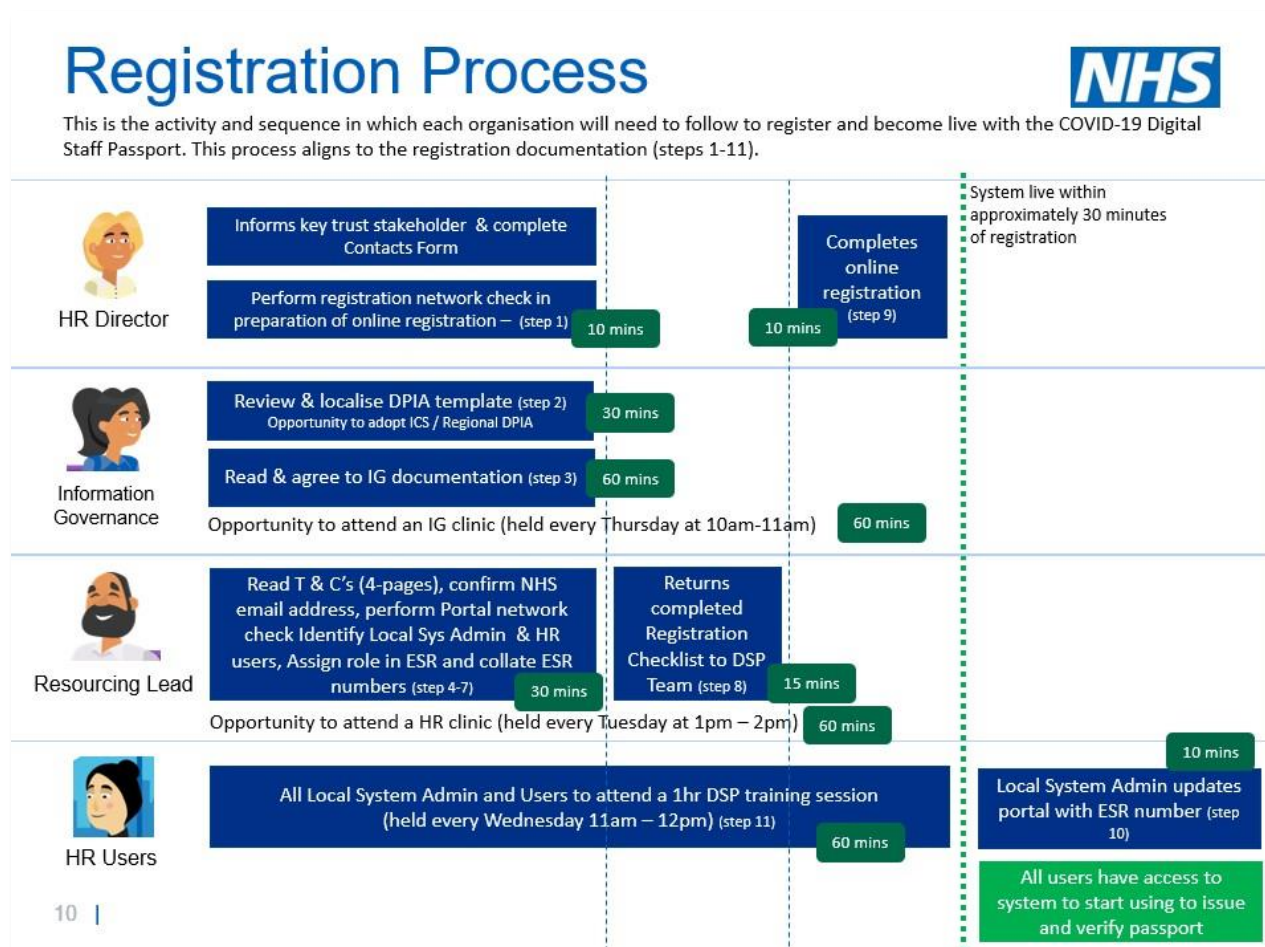 Registration Process
NHS
This is the activity and sequence in which each organisation will need to follow to register and become live with the COVID-19 Digital
Staff Passport. This process aligns to the registration documentation (steps 1-11).
System live within
approximately 30 minutes
of registration
HR Director
Informs key trust stakeholder & complete
Contacts Form
Perform registration network check in
preparation of online registration – (step 1)
10 mins
10 mins
Completes
online
registration
(step 9)
Information
Governance
Review & localise DPIA template (step 2)
Opportunity to adopt ICS / Regional DPIA
30 mins
Read & agree to IG documentation (step 3)
60 mins
Opportunity to attend an IG clinic (held every Thursday at 10am-11am)
60 mins
Resourcing Lead
Read T & C's (4-pages), confirm NHS
email address, perform Portal network
check Identify Local Sys Admin & HR
users, Assign role in ESR and collate ESR
numbers (step 4-7)
30 mins
Returns
completed
Registration
Checklist to DSP
Team (step 8)
15 mins
Opportunity to attend a HR clinic (held every Tuesday at 1pm – 2pm)
60 mins
HR Users
All Local System Admin and Users to attend a 1hr DSP training session
(held every Wednesday 11am – 12pm) (step 11)
60 mins
10 mins
Local System Admin updates
portal with ESR number (step
10)
All users have access to
system to start using to issue
and verify passport
10 |